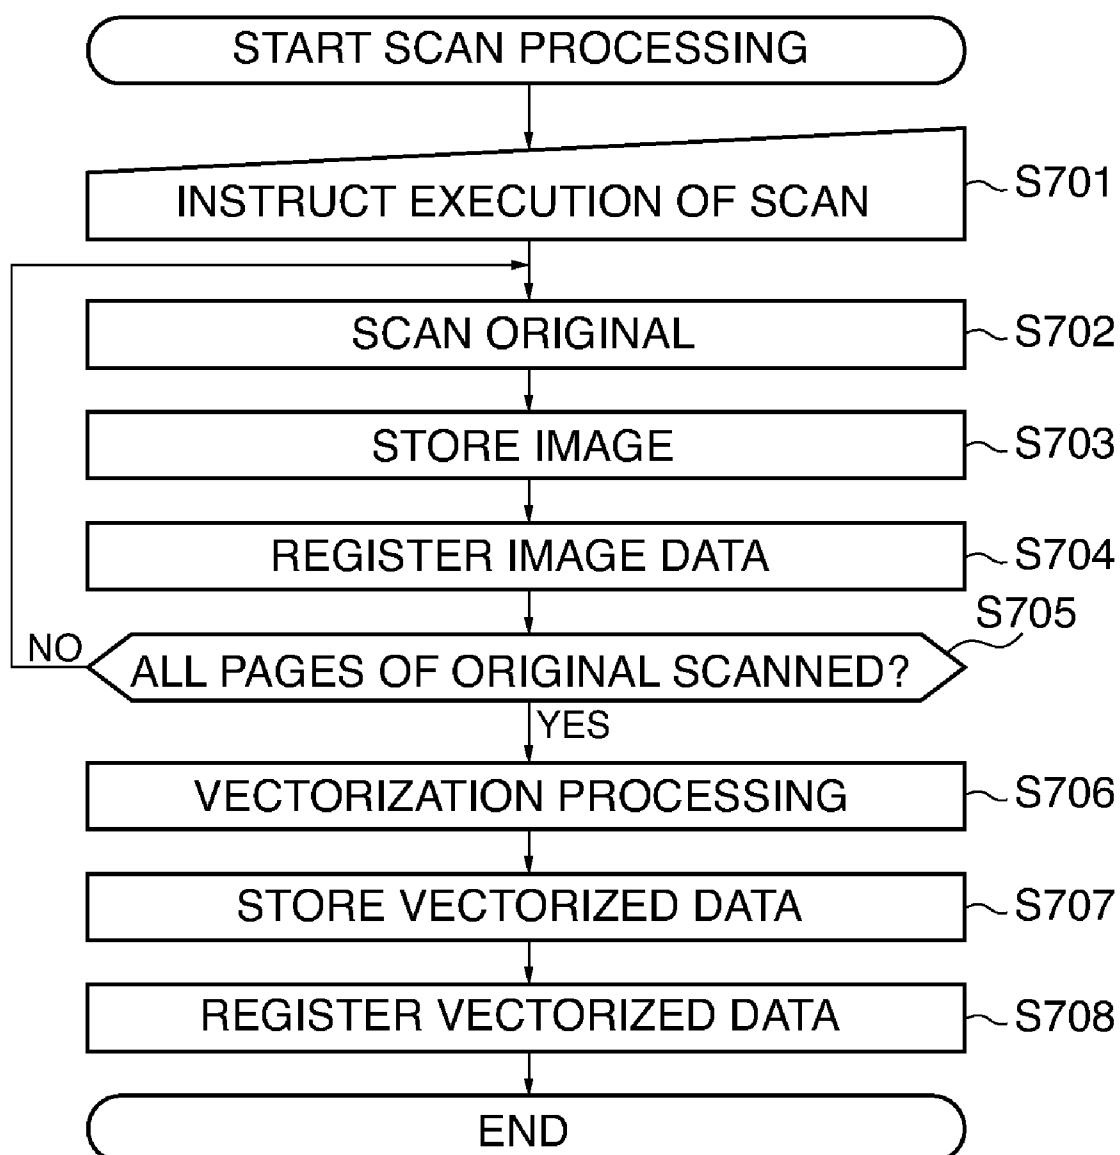 START SCAN PROCESSING
INSTRUCT EXECUTION OF SCAN
S701
SCAN ORIGINAL
S702
STORE IMAGE
S703
REGISTER IMAGE DATA
S704
S705
NO
ALL PAGES OF ORIGINAL SCANNED?
YES
VECTORIZATION PROCESSING
S706
STORE VECTORIZED DATA
S707
REGISTER VECTORIZED DATA
S708
END